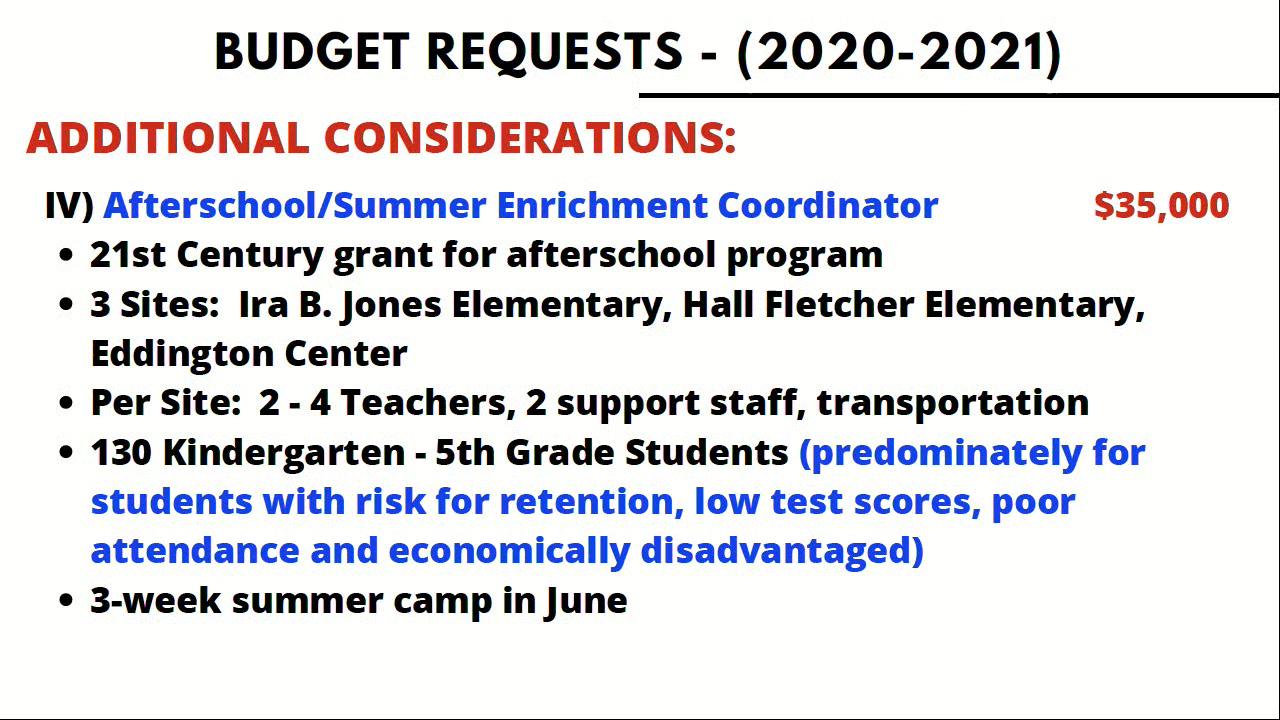 BUDGET REQUESTS - (2020-2021)
ADDITIONAL CONSIDERATIONS:
IV) Afterschool/Summer Enrichment Coordinator $35,000
• 21st Century grant for afterschool program
• 3 Sites: Ira B. Jones Elementary, Hall Fletcher Elementary,
Eddington Center
• Per Site: 2 - 4 Teachers, 2 support staff, transportation
• 130 Kindergarten - 5th Grade Students (predominately for
students with risk for retention, low test scores, poor
attendance and economically disadvantaged)
• 3-week summer camp in June